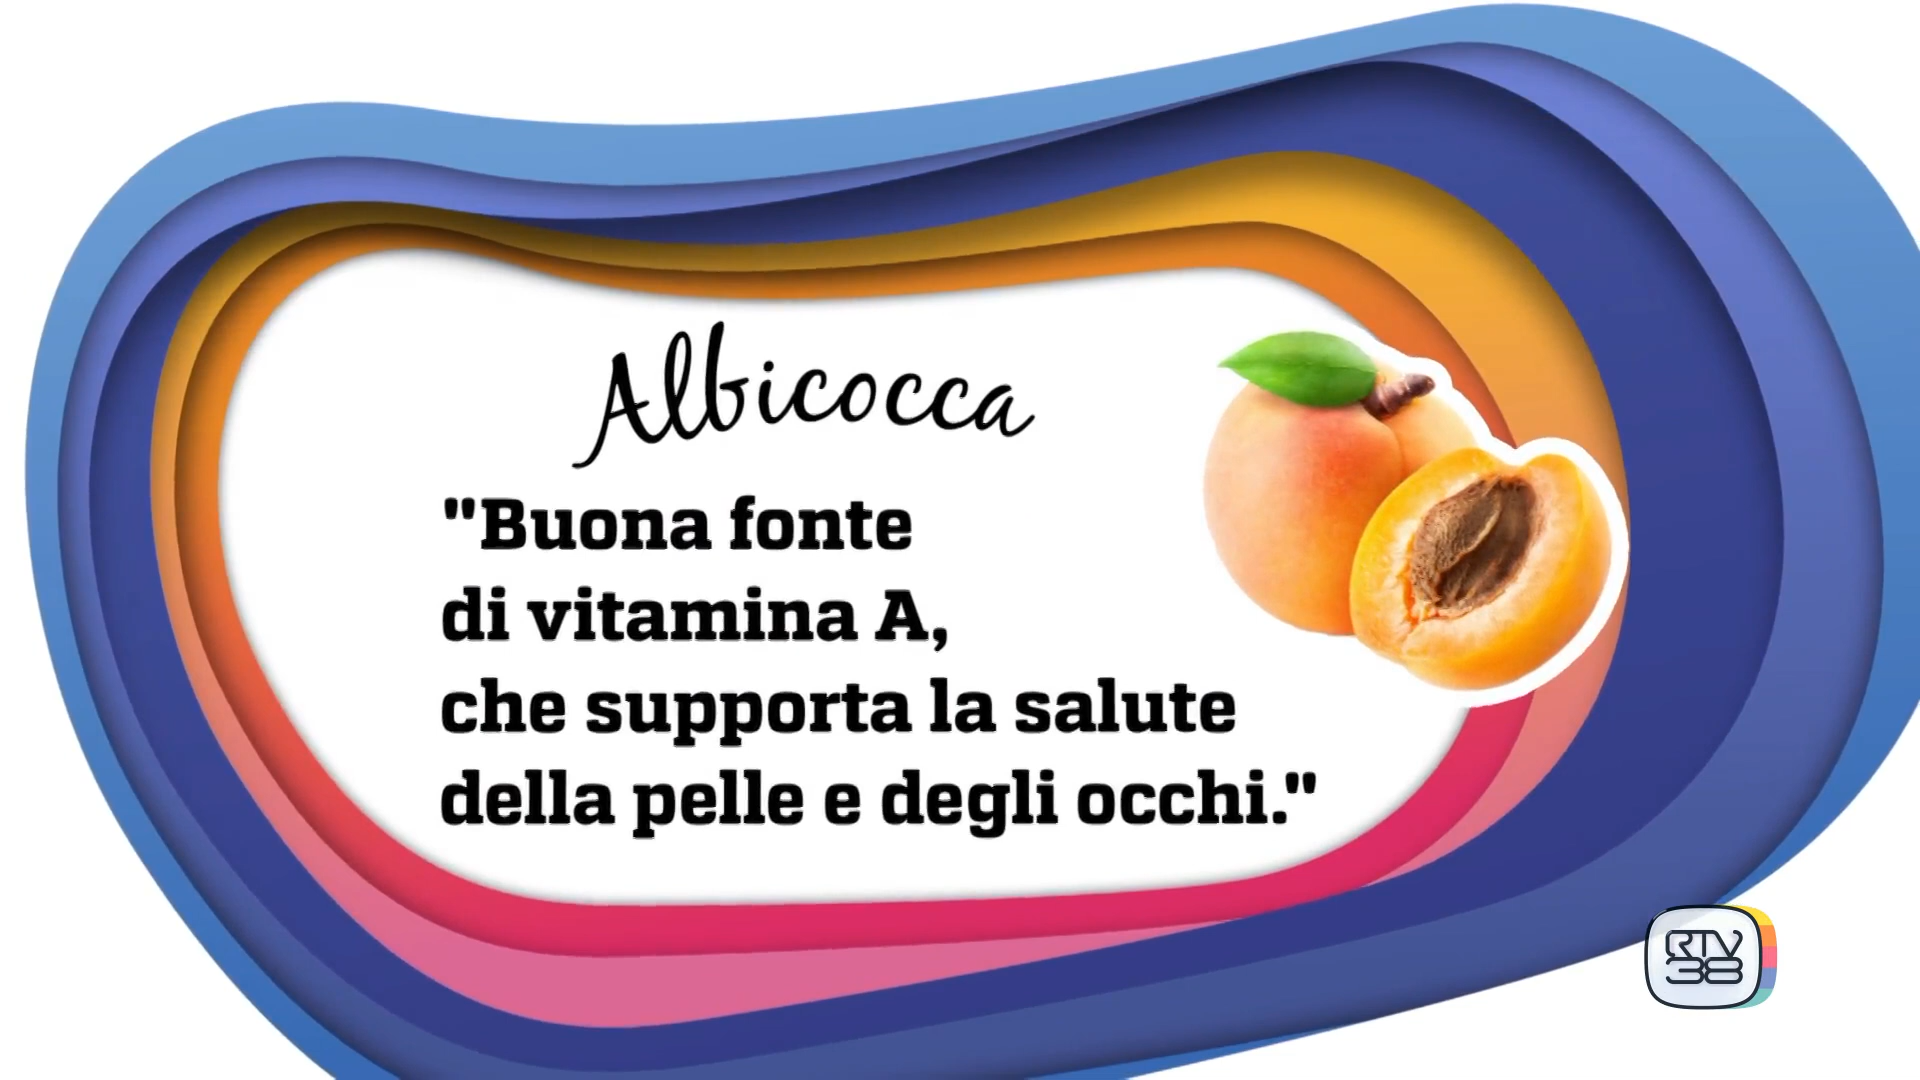 Albicocca
"Buona fonte
di vitamina A,
che supporta la salute
della pelle e degli occhi."
RTV
38